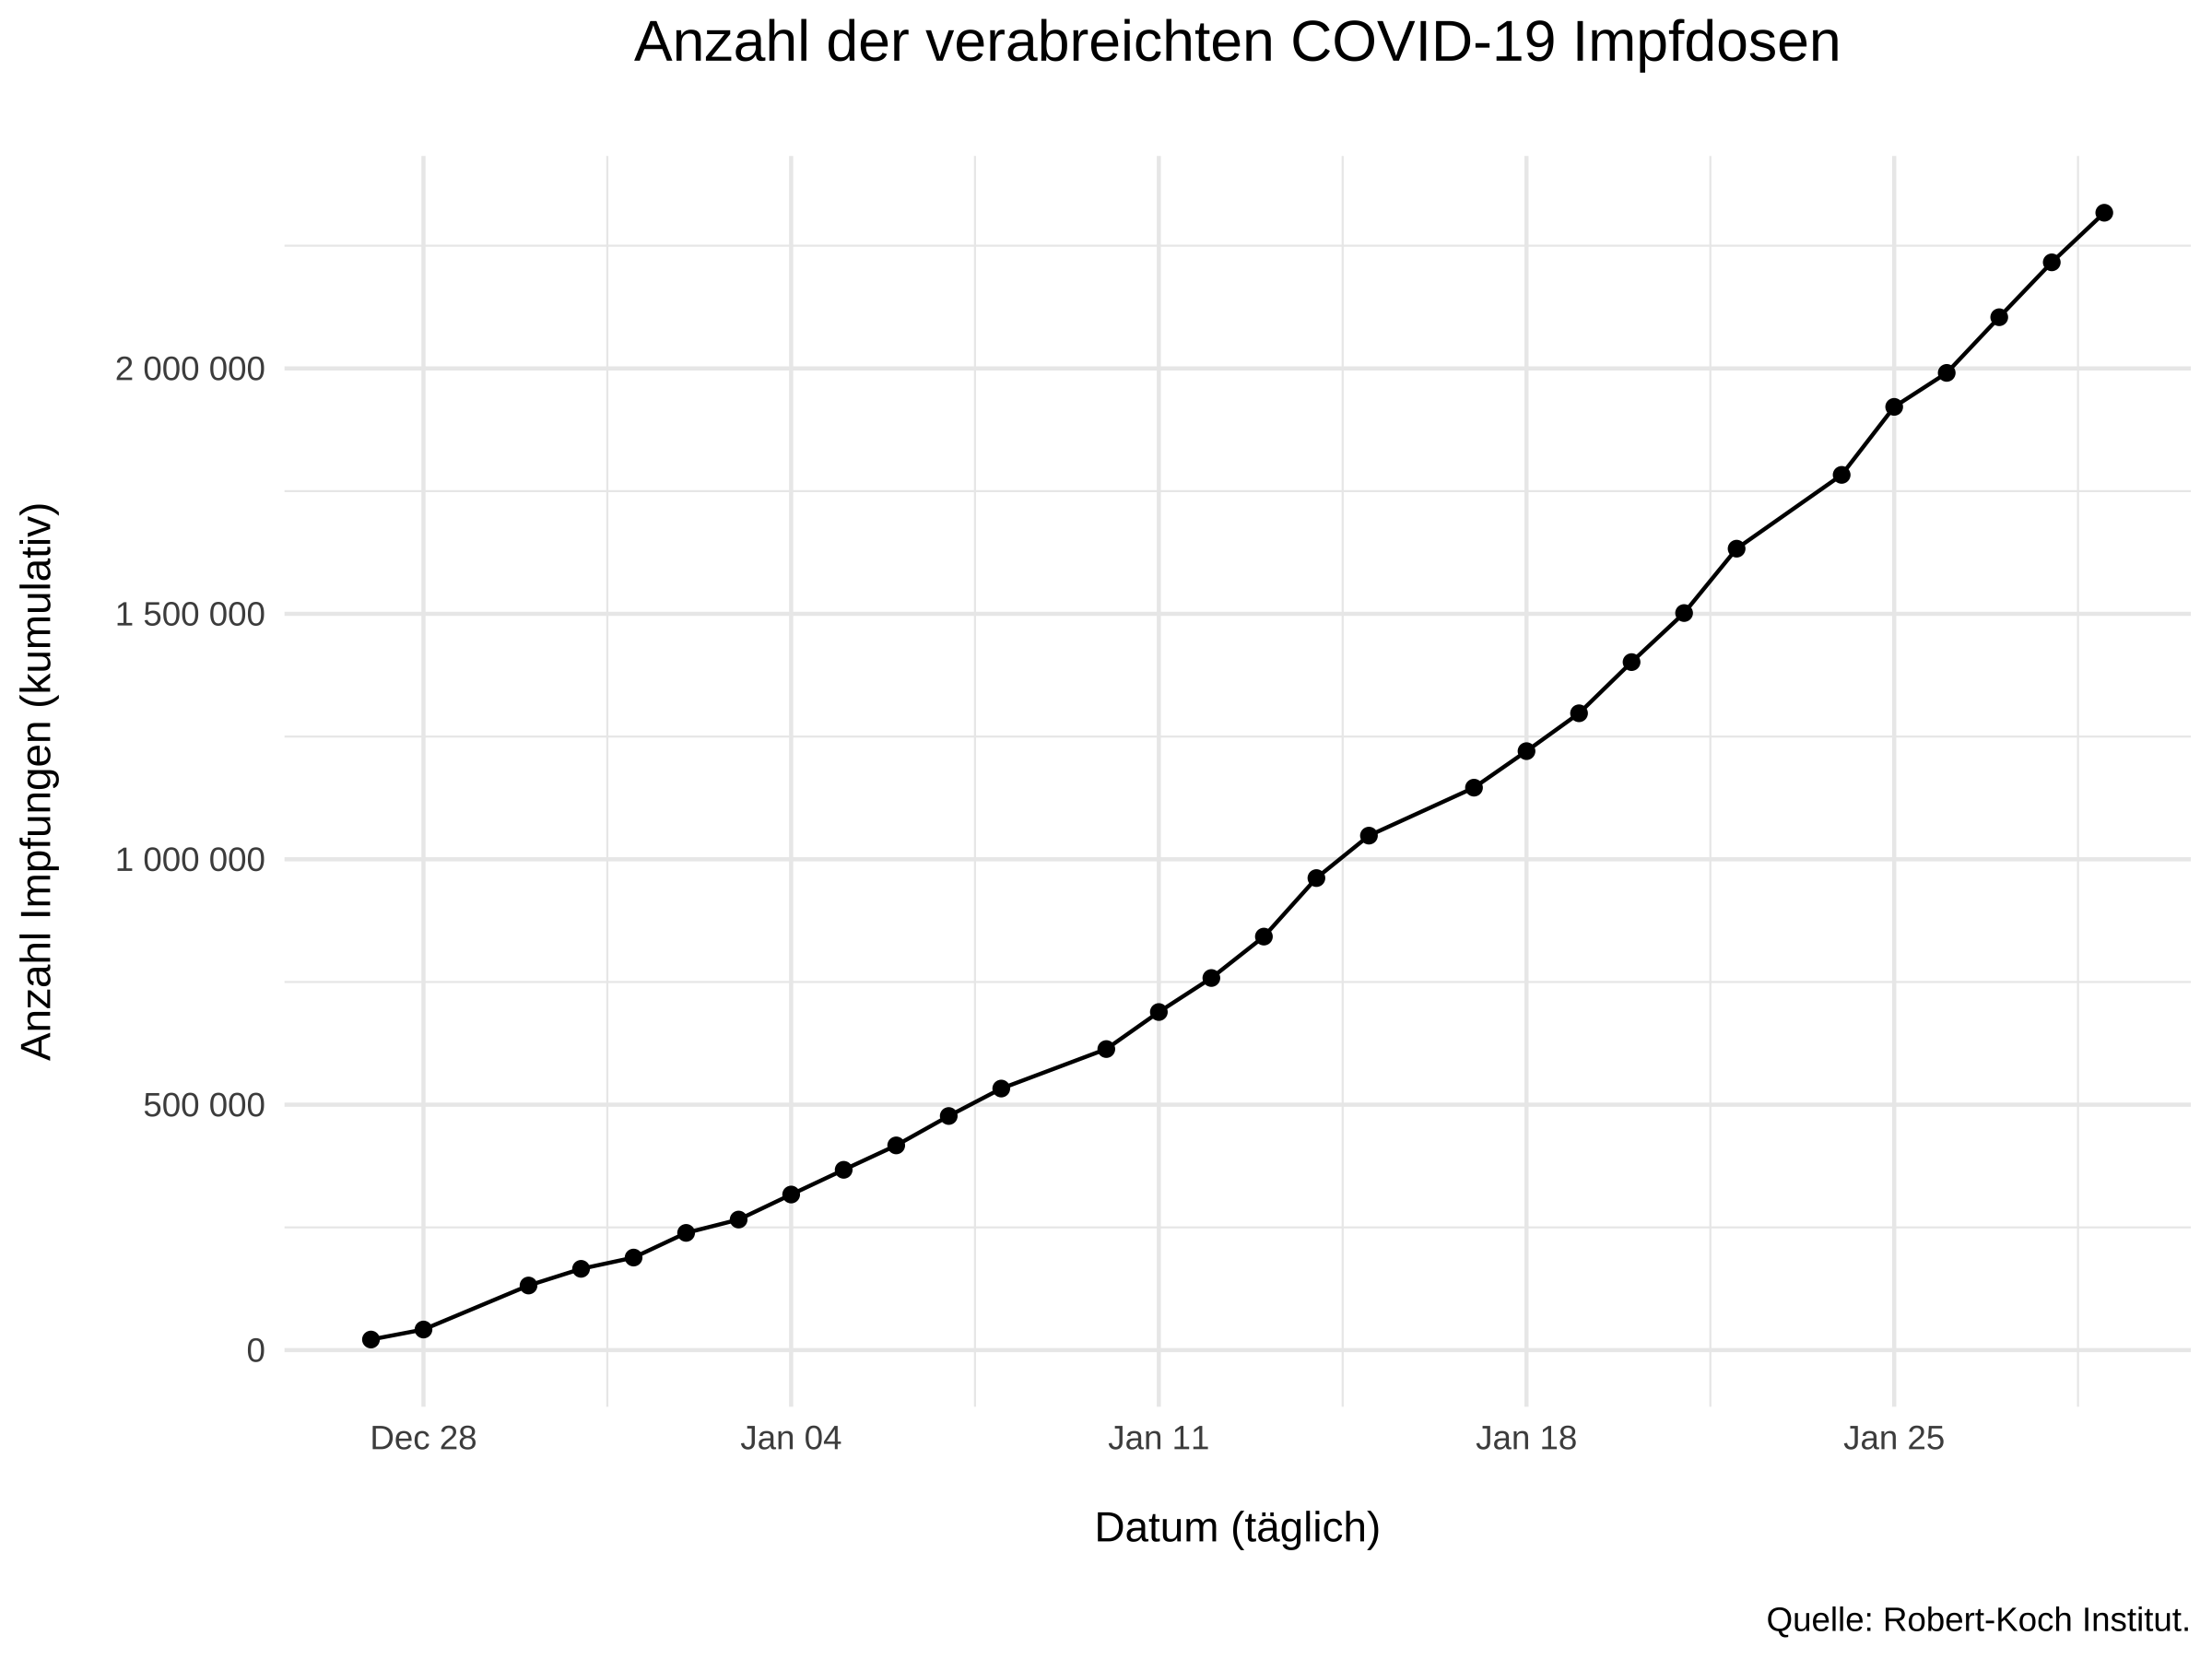 Anzahl der verabreichten COVID-19 Impfdosen
Anzahl Impfungen (kumulativ)
2 000 000
1 500 000
1 000 000
500 000
0
Dec 28
Jan 04
Jan 11
Jan 18
Jan 25
Datum (täglich)
Quelle: Robert-Koch Institut.